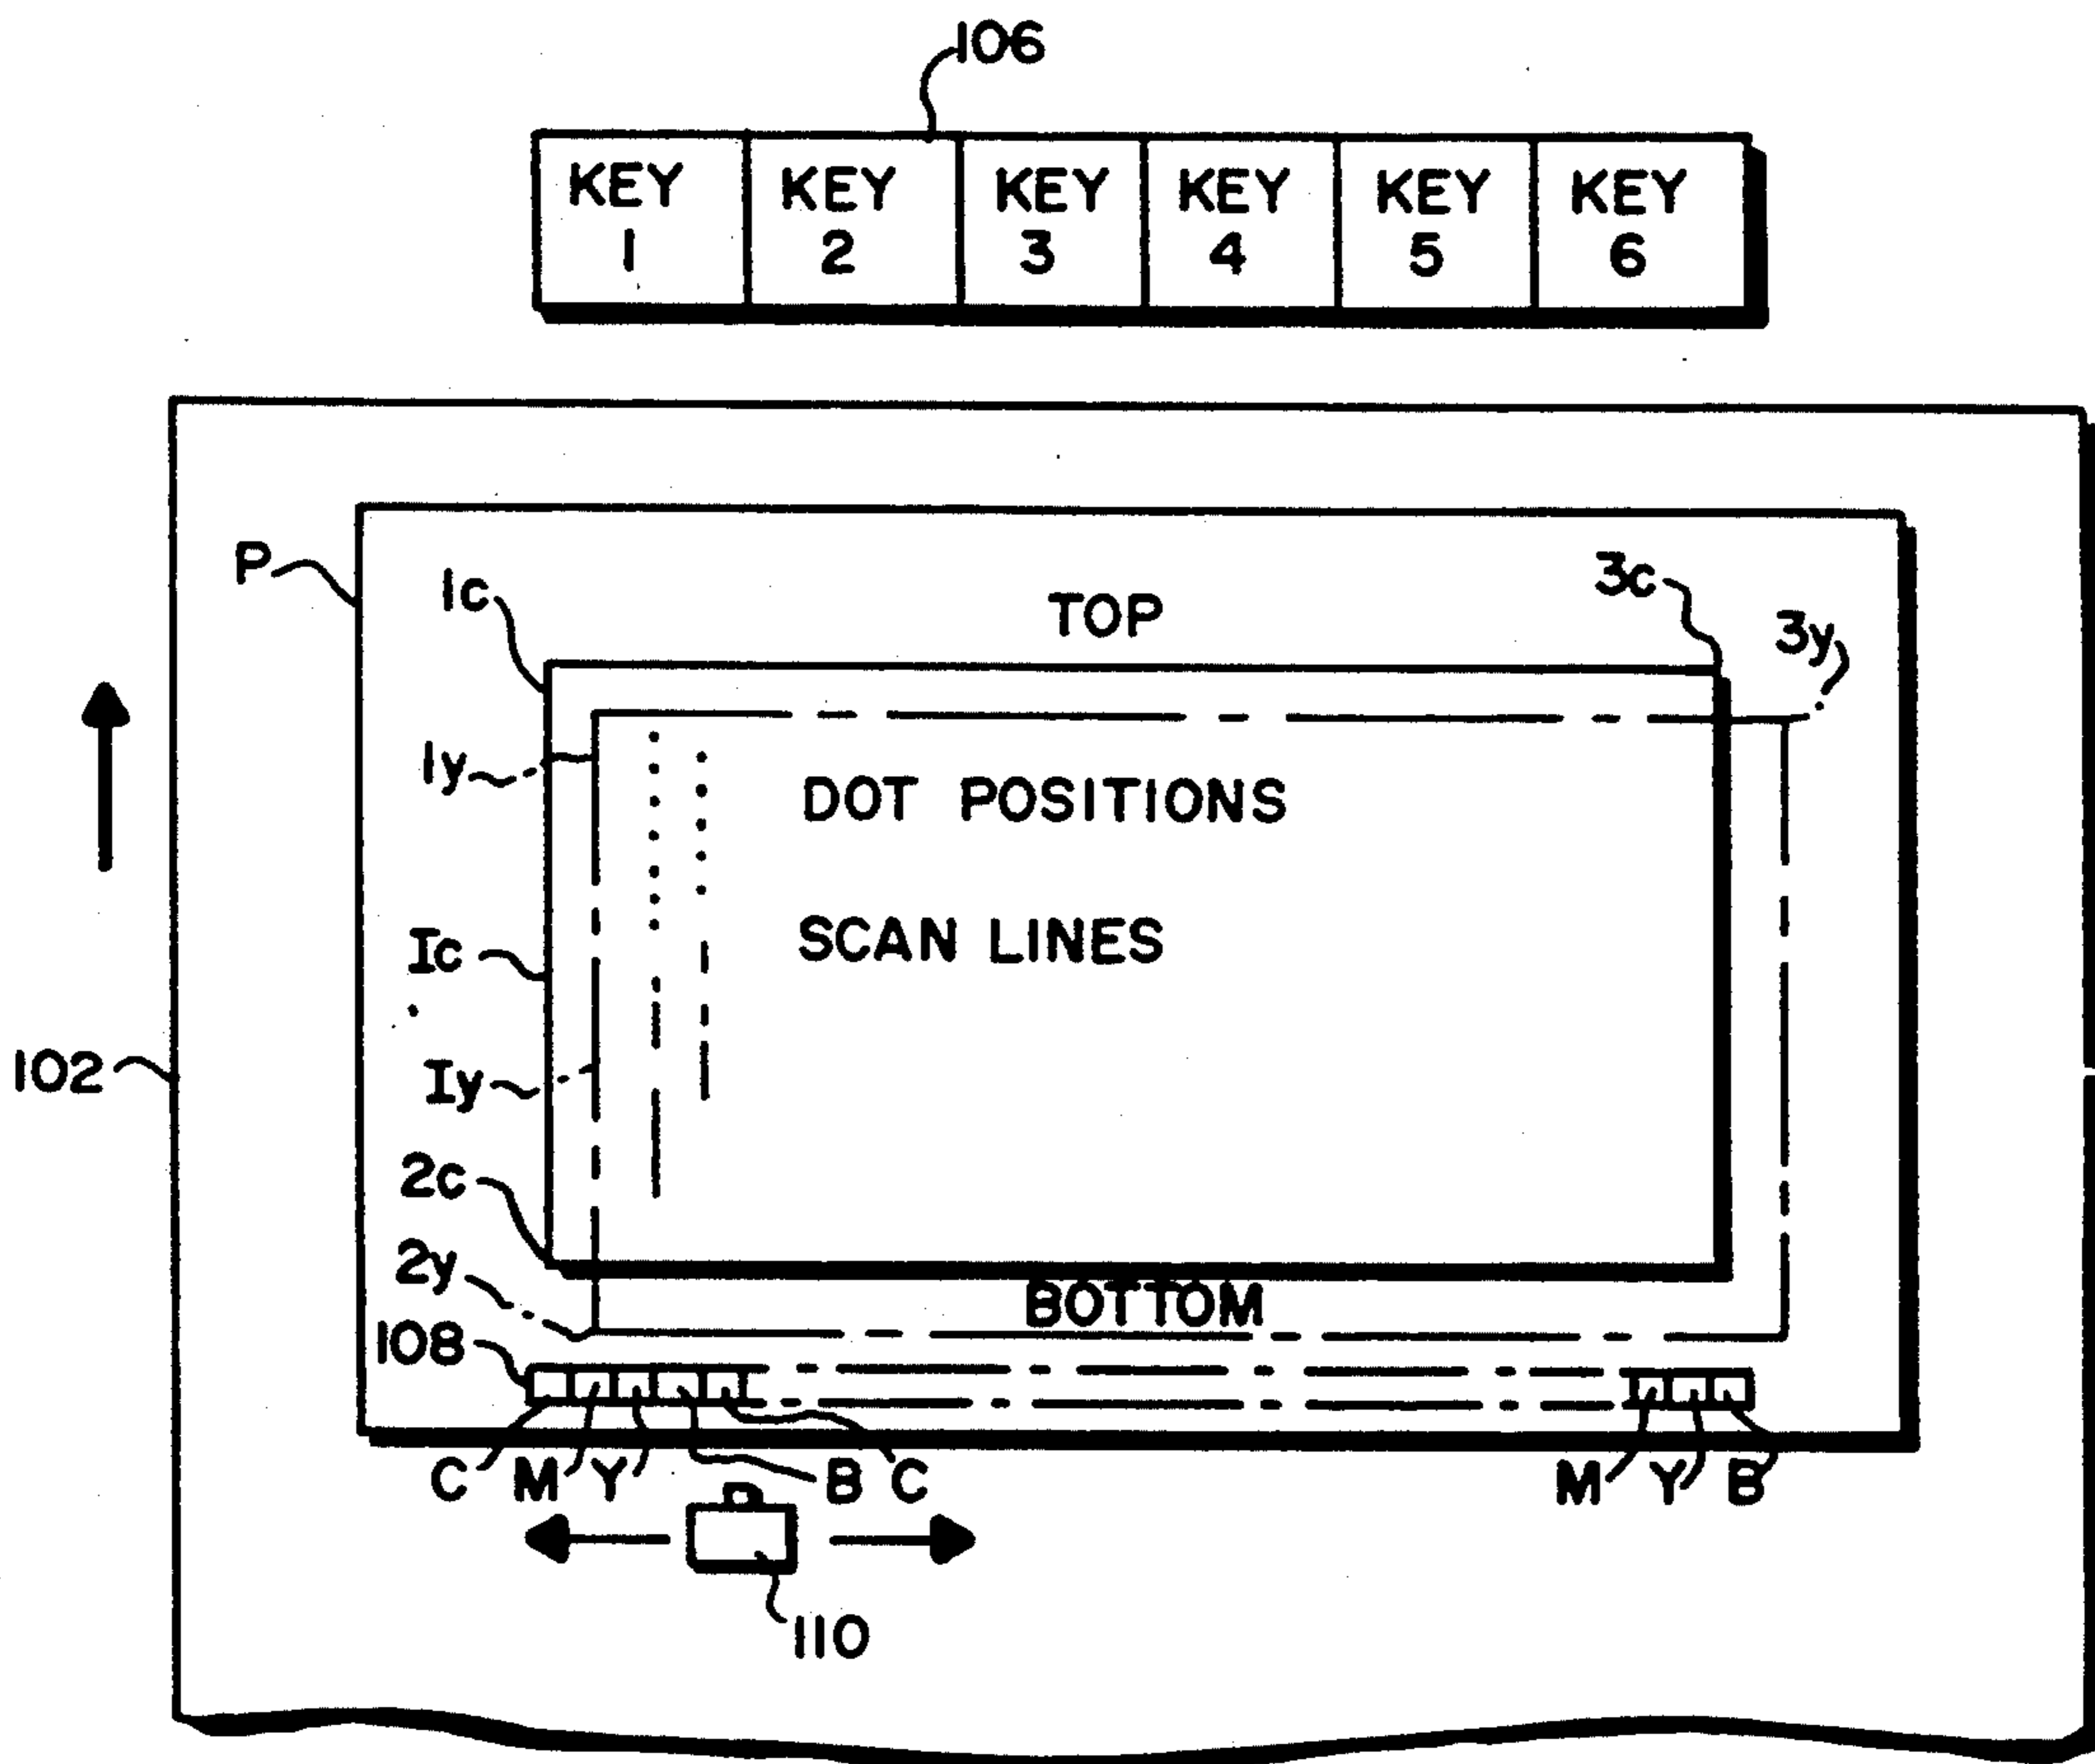 106
KEY 1
KEY 2
KEY 3
KEY 4
KEY 5
KEY 6
P
1c
TOP
3c
3y
1y
DOT POSITIONS
Ic
SCAN LINES
102
Iy
2c
2y
BOTTOM
108
C M Y B C M Y B
110